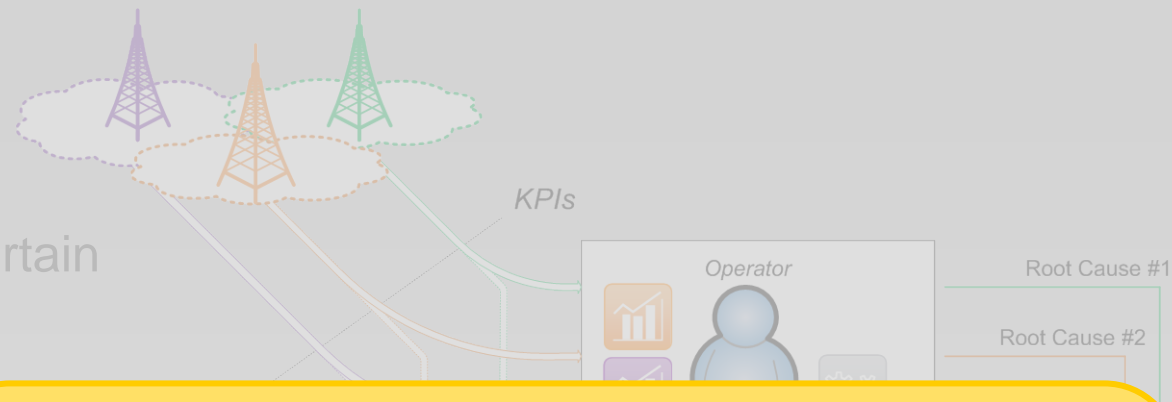 KPIs
rtain
Operator
Root Cause #1
Root Cause #2